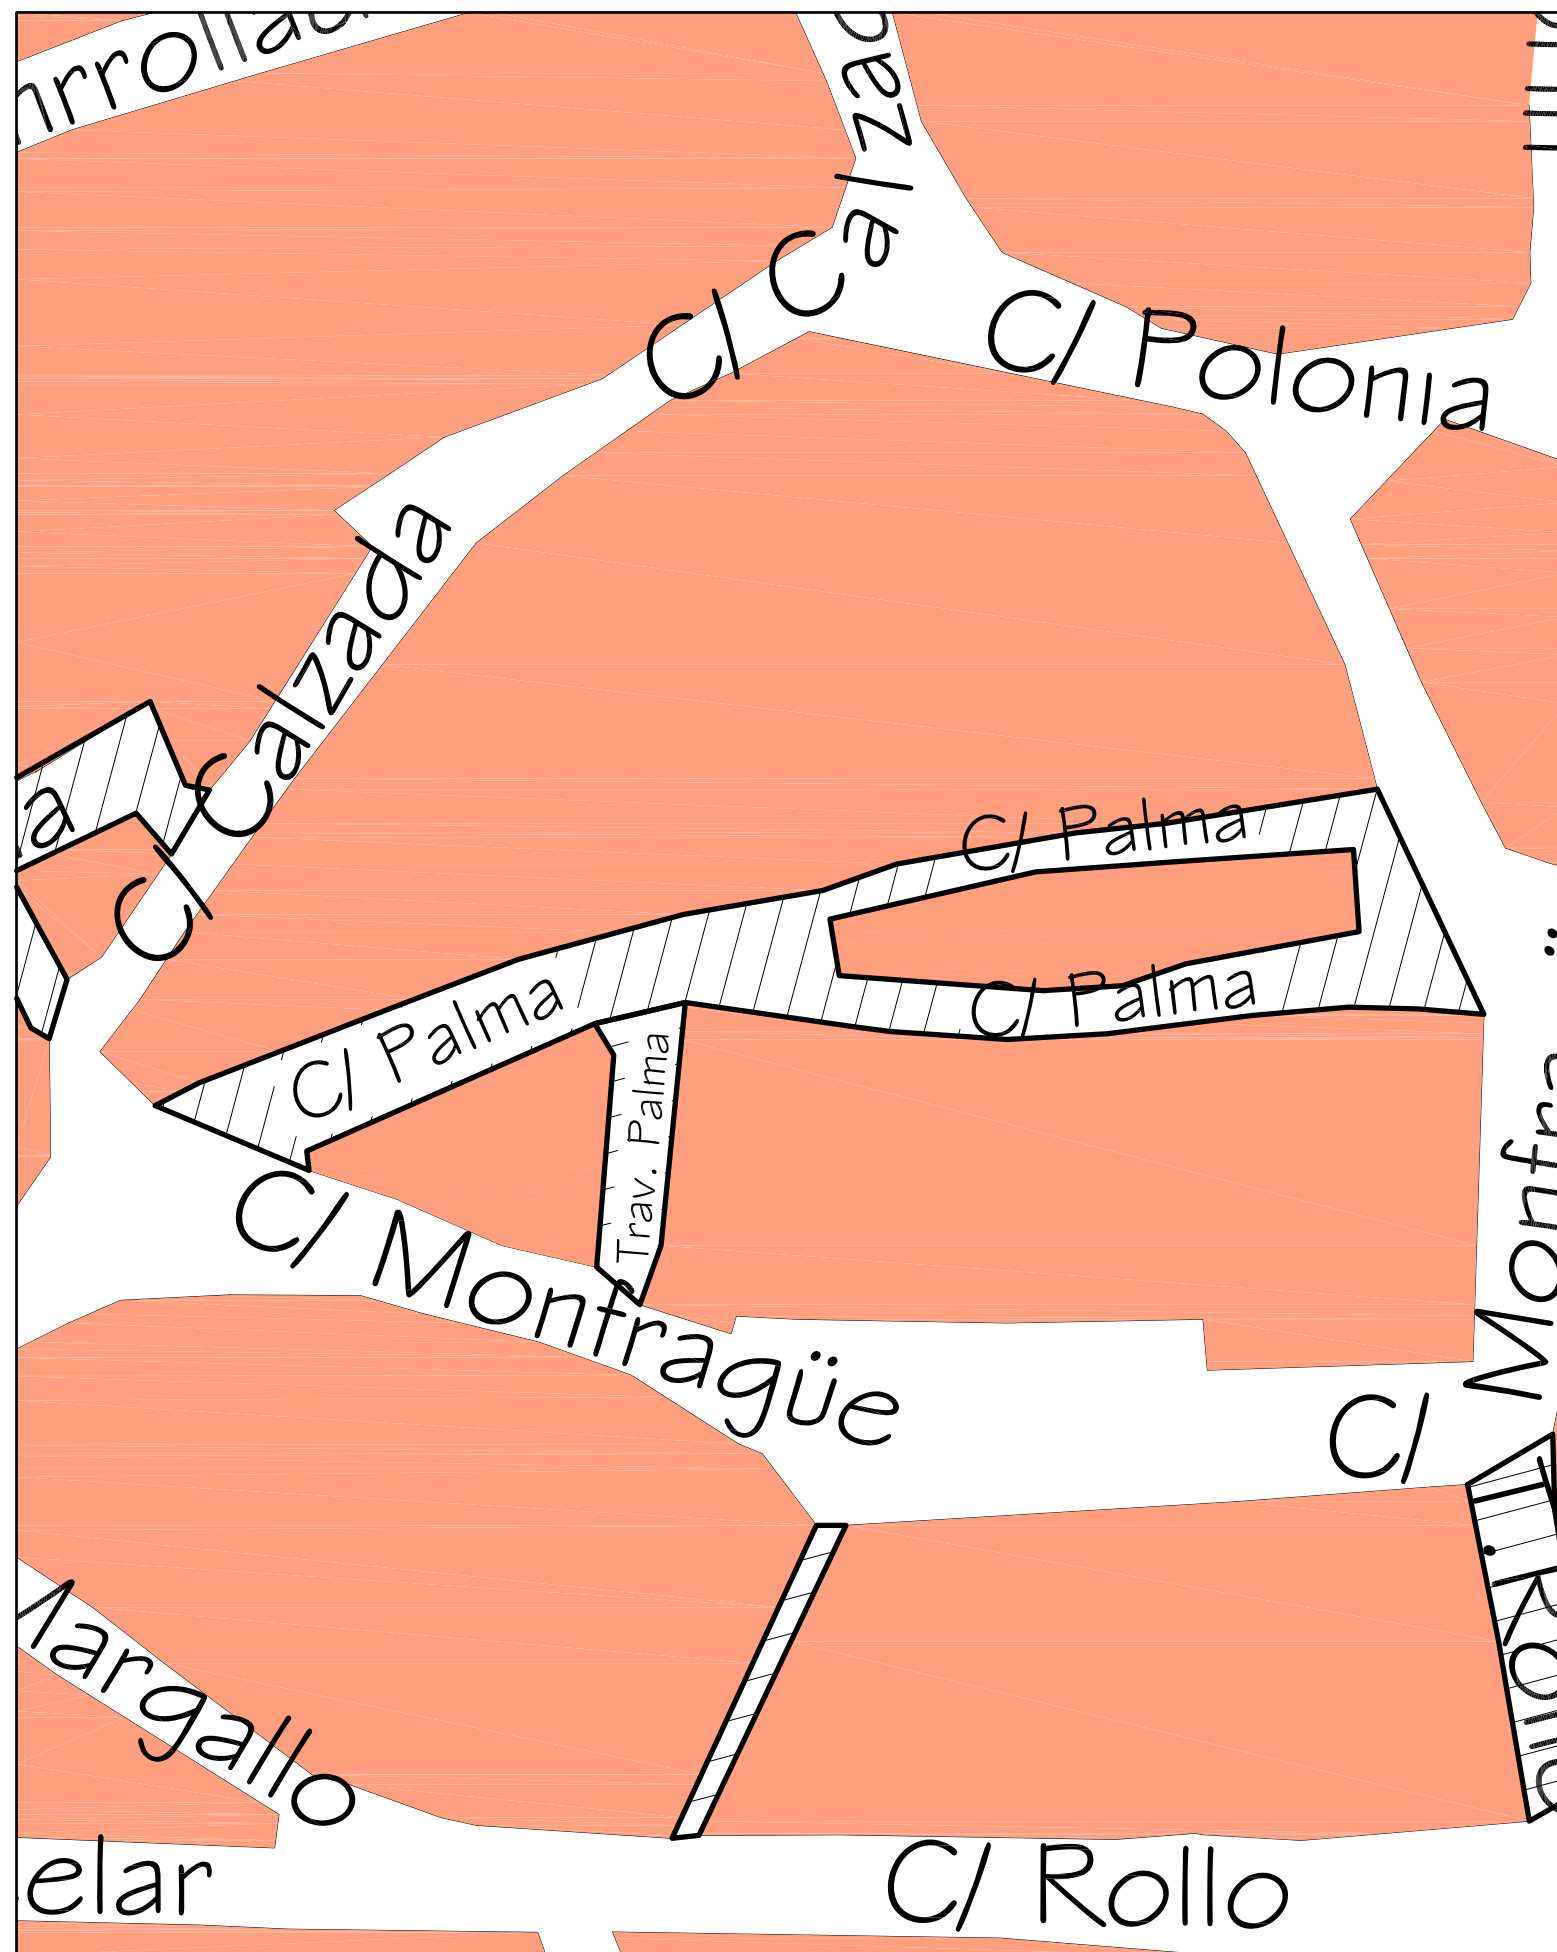 C/ Calzada
C/ Polonia
C/ Calzada
C/ Palma
C/ Palma
C/ Palma
Trav. Palma
C/ Monfragüe
C/
Margallo
elar
C/ Rollo